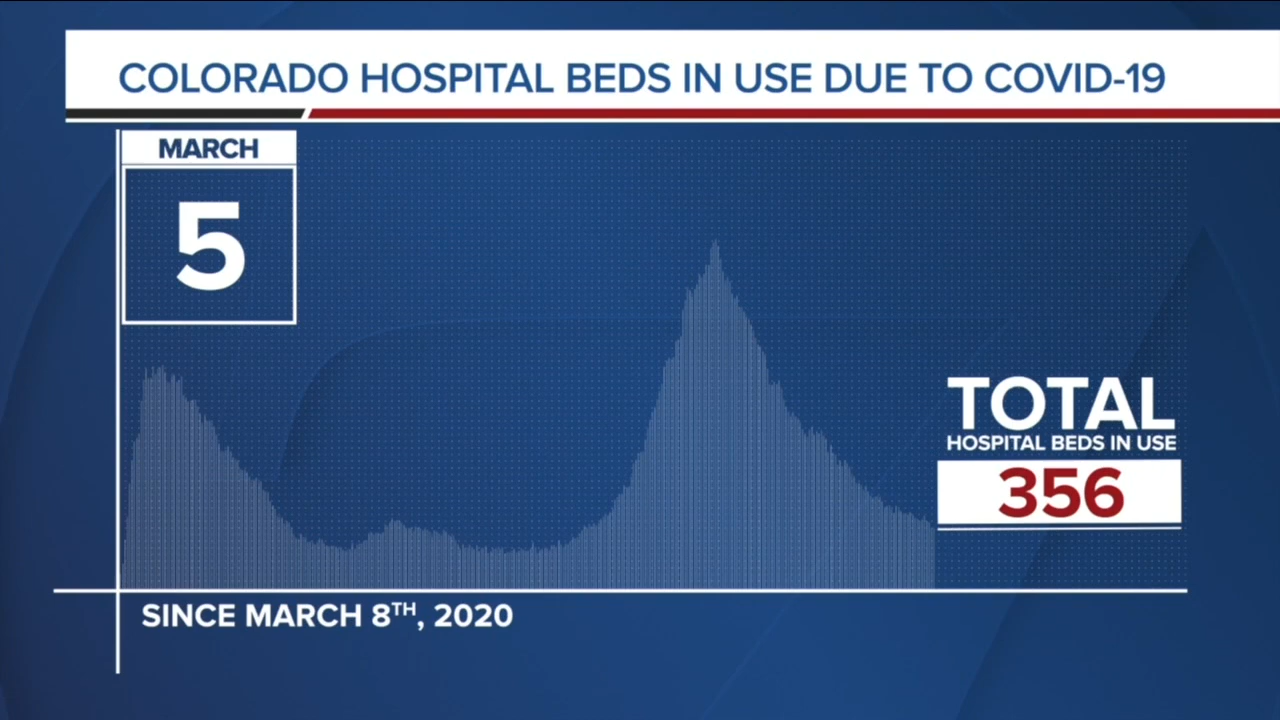 COLORADO HOSPITAL BEDS IN USE DUE TO COVID-19
MARCH
5
TOTAL
HOSPITAL BEDS IN USE
356
SINCE MARCH 8TH, 2020